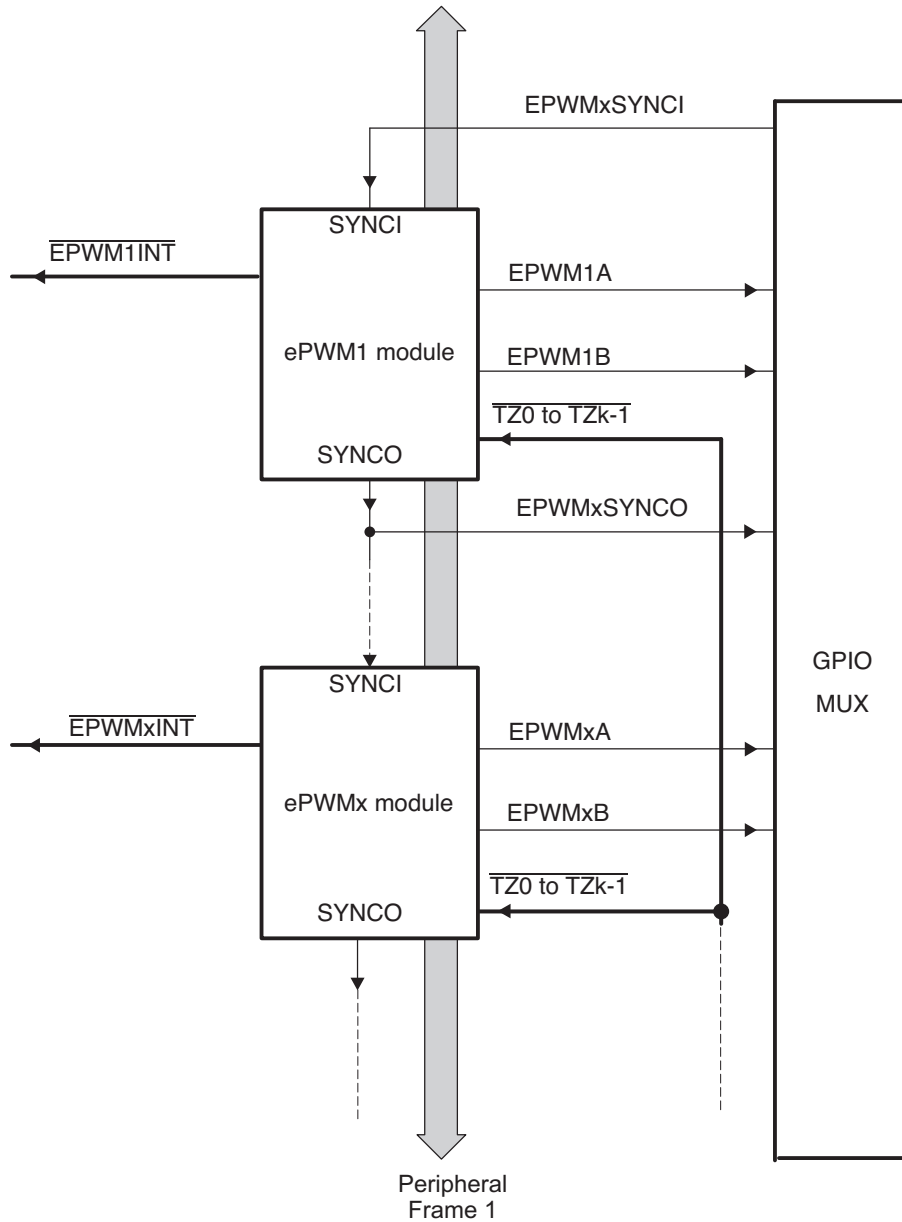 EPWMxSYNCI
SYNCI
EPWM1INT
EPWM1A
ePWM1 module
EPWM1B
TZ0 to TZk-1
SYNCO
EPWMxSYNCO
GPIO
MUX
SYNCI
EPWMxINT
EPWMxA
ePWMx module
EPWMxB
TZ0 to TZk-1
SYNCO
Peripheral
Frame 1